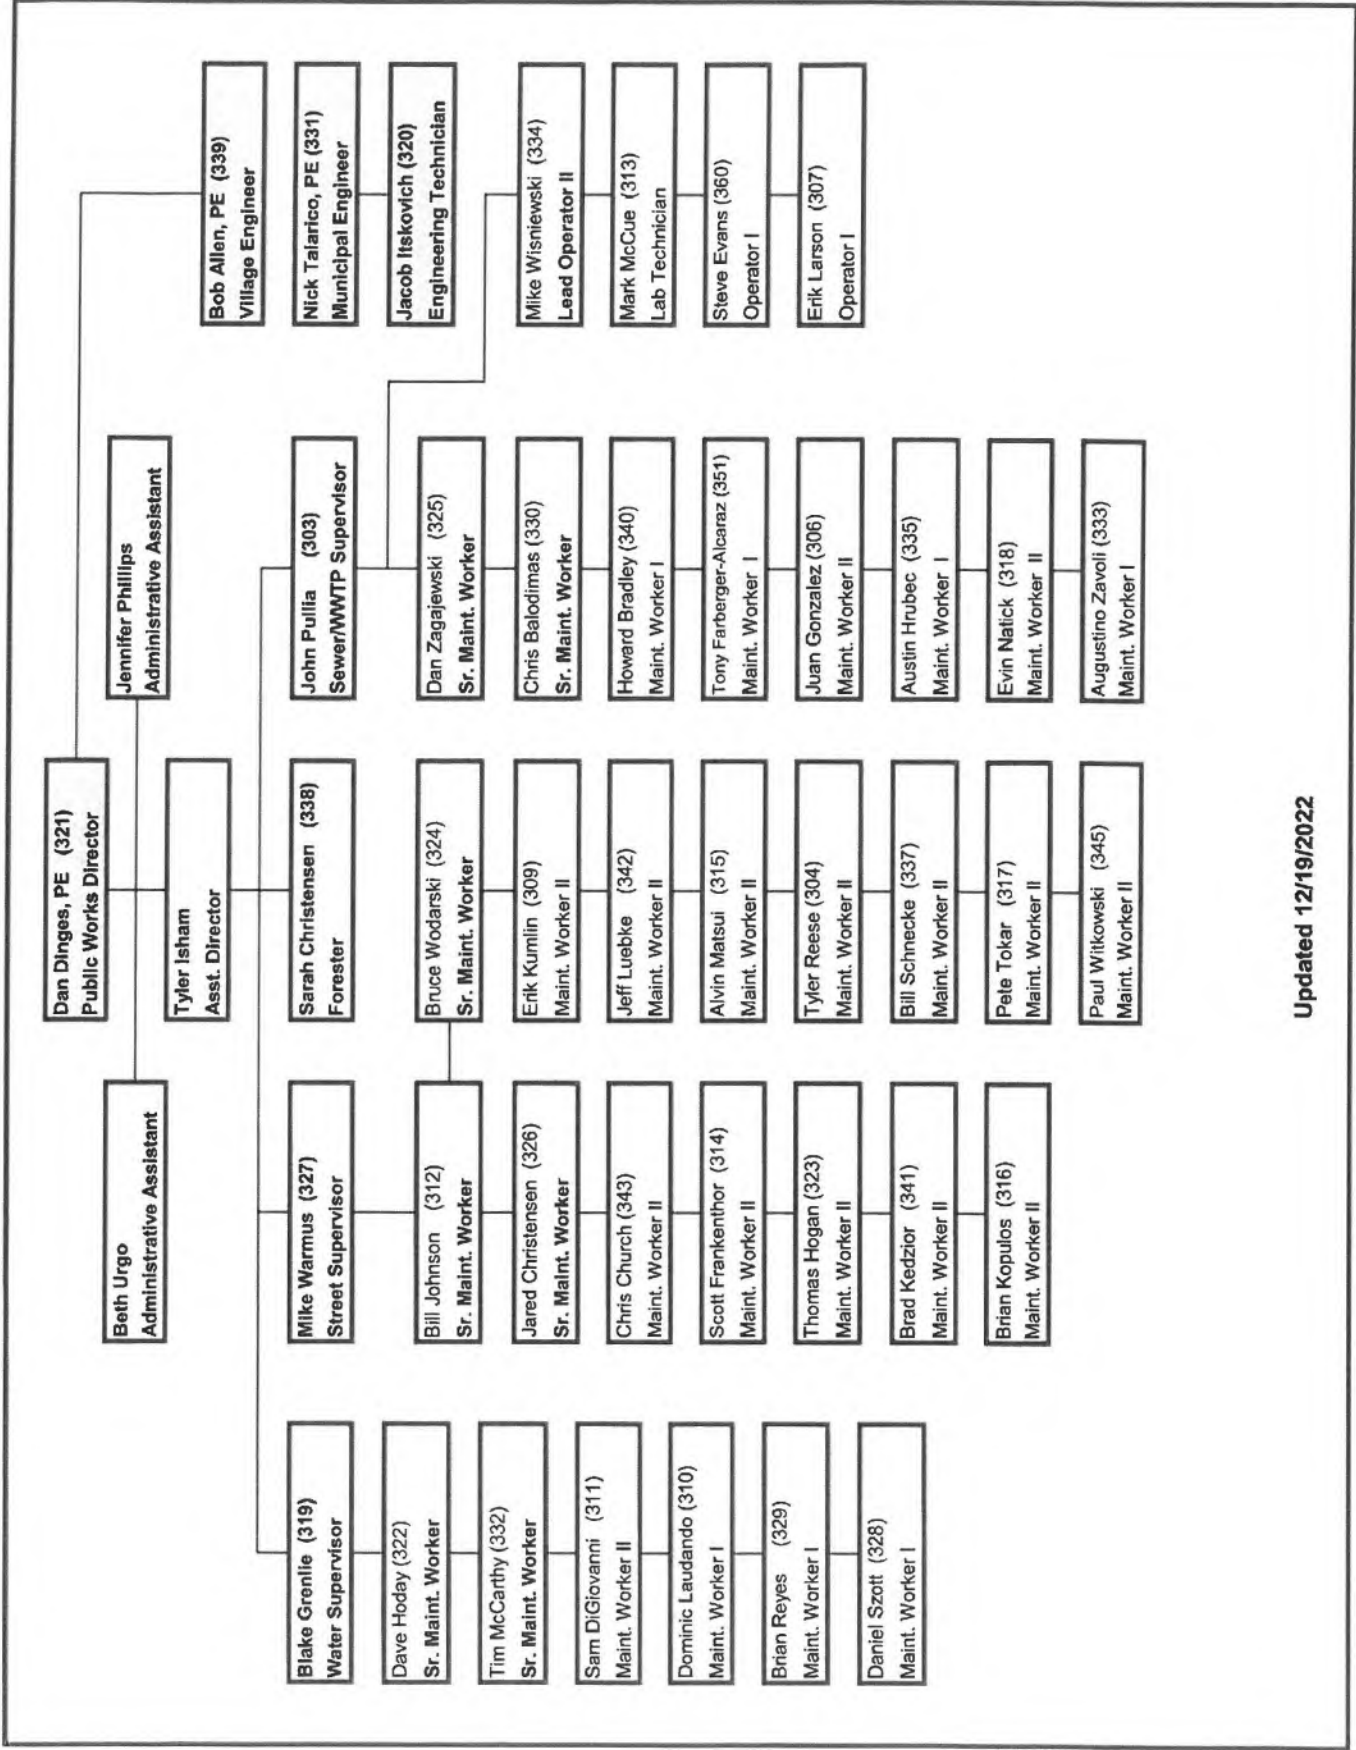 Dan Dinges, PE (321)
Public Works Director
Beth Urgo
Administrative Assistant
Jennifer Phillips
Administrative Assistant
Tyler Isham
Asst. Director
Bob Allen, PE (339)
Village Engineer
Nick Talarico, PE (331)
Municipal Engineer
Jacob Itskovich (320)
Engineering Technician
Blake Grenlie (319)
Water Supervisor
Dave Hoday (322)
Sr. Maint. Worker
Tim McCarthy (332)
Sr. Maint. Worker
Sam DiGiovanni (311)
Maint. Worker II
Dominic Laudando (310)
Maint. Worker I
Brian Reyes (329)
Maint. Worker I
Daniel Szott (328)
Maint. Worker I
Mike Warmus (327)
Street Supervisor
Bill Johnson (312)
Sr. Maint. Worker
Jared Christensen (326)
Sr. Maint. Worker
Chris Church (343)
Maint. Worker II
Scott Frankenthor (314)
Maint. Worker II
Thomas Hogan (323)
Maint. Worker II
Brad Kedzior (341)
Maint. Worker II
Brian Kopulos (316)
Maint. Worker II
Sarah Christensen (338)
Forester
Bruce Wodarski (324)
Sr. Maint. Worker
Erik Kumlin (309)
Maint. Worker II
Jeff Luebke (342)
Maint. Worker II
Alvin Matsui (315)
Maint. Worker II
Tyler Reese (304)
Maint. Worker II
Bill Schnecke (337)
Maint. Worker II
Pete Tokar (317)
Maint. Worker II
Paul Witkowski (345)
Maint. Worker II
John Pullia (303)
Sewer/WWTP Supervisor
Dan Zagajewski (325)
Sr. Maint. Worker
Chris Balodimas (330)
Sr. Maint. Worker
Howard Bradley (340)
Maint. Worker I
Tony Farberger-Alcaraz (351)
Maint. Worker I
Juan Gonzalez (306)
Maint. Worker II
Austin Hrubec (335)
Maint. Worker I
Evin Natick (318)
Maint. Worker II
Augustino Zavoli (333)
Maint. Worker I
Mike Wisniewski (334)
Lead Operator II
Mark McCue (313)
Lab Technician
Steve Evans (360)
Operator I
Erik Larson (307)
Operator I
Updated 12/19/2022